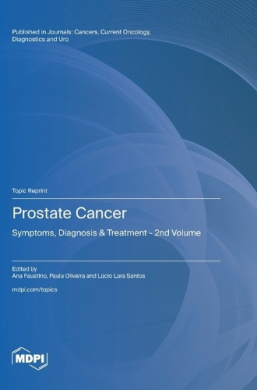 Published in Journals: Cancers, Current Oncology,
Diagnostics and Uro
Topic Reprint
Prostate Cancer
Symptoms, Diagnosis & Treatment - 2nd Volume
Edited by
Ana Faustino, Paula Oliveira and Lúcio Lara Santos
mdpi.com/topics
MDPI